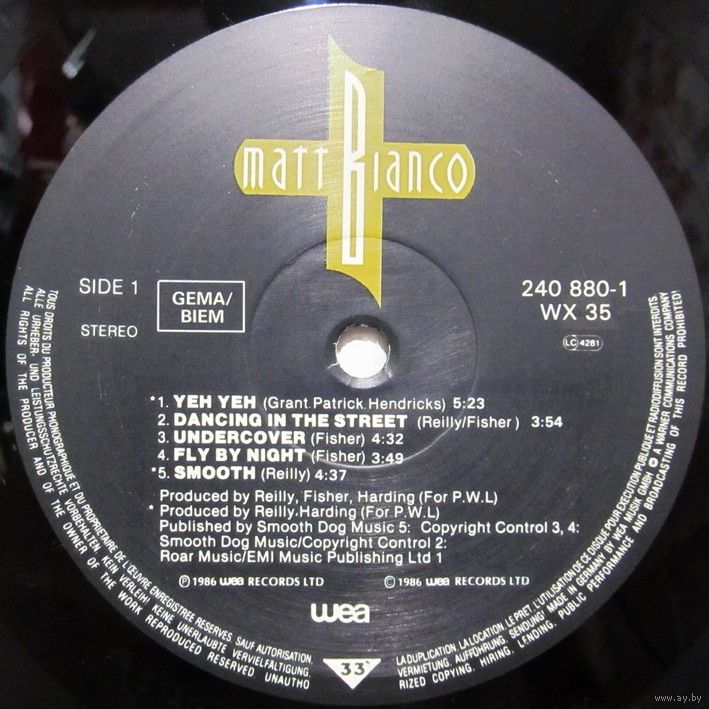 matt Bianco
SIDE 1
GEMA/
BIEM
STEREO
240 880-1
WX 35
LC 4281
*1. YEH YEH (Grant.Patrick.Hendricks) 5:23
2. DANCING IN THE STREET (Reilly/Fisher) 3:54
3. UNDERCOVER (Fisher) 4:32
4. FLY BY NIGHT (Fisher) 3:49
*5. SMOOTH (Reilly) 4:37
Produced by Reilly, Fisher, Harding (For P.W.L)
* Produced by Reilly.Harding (For P.W.L)
Published by Smooth Dog Music 5: Copyright Control 3, 4:
Smooth Dog Music/Copyright Control 2:
Roar Music/EMI Music Publishing Ltd 1
℗ 1986 wea RECORDS LTD
© 1986 wea RECORDS LTD
wea
33
TOUS DROITS DU PRODUCTEUR PHONOGRAPHIQUE ET DU PROPRIETAIRE DE L'ŒUVRE ENREGISTREE RESERVES SAUF AUTORISATION,
LA DUPLICATION, LA LOCATION, LE PRET, L'UTILISATION DE CE DISQUE POUR EXECUTION PUBLIQUE ET RADIODIFFUSION SONT INTERDITS.
ALLE URHEBER- UND LEISTUNGSSCHUTZRECHTE VORBEHALTEN. KEIN VERLEIH! KEINE UNERLAUBTE VERVIELFÄLTIGUNG,
VERMIETUNG, AUFFÜHRUNG, SENDUNG! MADE IN GERMANY BY WEA MUSIK GMBH A WARNER COMMUNICATIONS COMPANY
ALL RIGHTS OF THE PRODUCER AND OF THE OWNER OF THE WORK REPRODUCED RESERVED UNAUTHO
RIZED COPYING, HIRING, LENDING, PUBLIC PERFORMANCE AND BROADCASTING OF THIS RECORD PROHIBITED!
www.ay.by